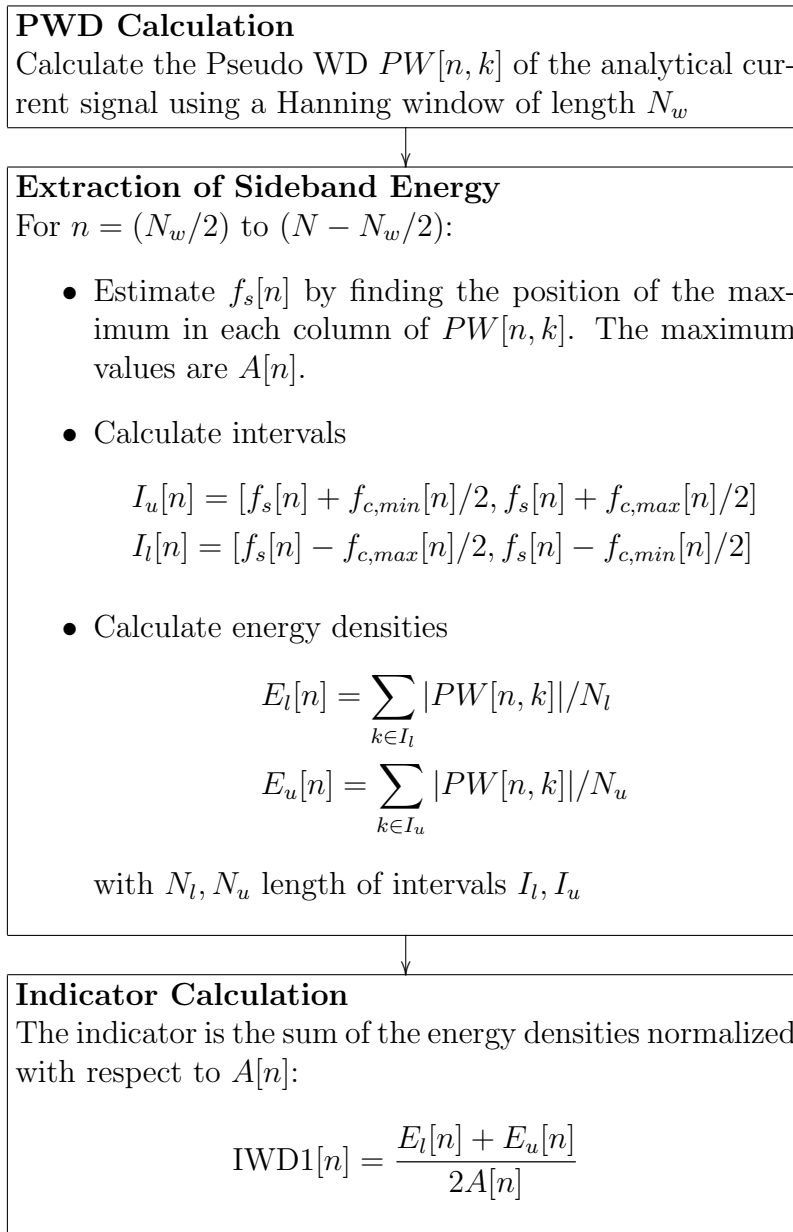 PWD Calculation
Calculate the Pseudo WD PW[n, k] of the analytical cur-
rent signal using a Hanning window of length N_w
Extraction of Sideband Energy
For n = (N_w/2) to (N − N_w/2):
• Estimate f_s[n] by finding the position of the max-
imum in each column of PW[n, k]. The maximum
values are A[n].
• Calculate intervals
I_u[n] = [f_s[n] + f_{c,min}[n]/2, f_s[n] + f_{c,max}[n]/2]
I_l[n] = [f_s[n] − f_{c,max}[n]/2, f_s[n] − f_{c,min}[n]/2]
• Calculate energy densities
E_l[n] = ∑_{k∈I_l} |PW[n, k]|/N_l
E_u[n] = ∑_{k∈I_u} |PW[n, k]|/N_u
with N_l, N_u length of intervals I_l, I_u
Indicator Calculation
The indicator is the sum of the energy densities normalized
with respect to A[n]:
IWD1[n] = (E_l[n] + E_u[n]) / (2A[n])